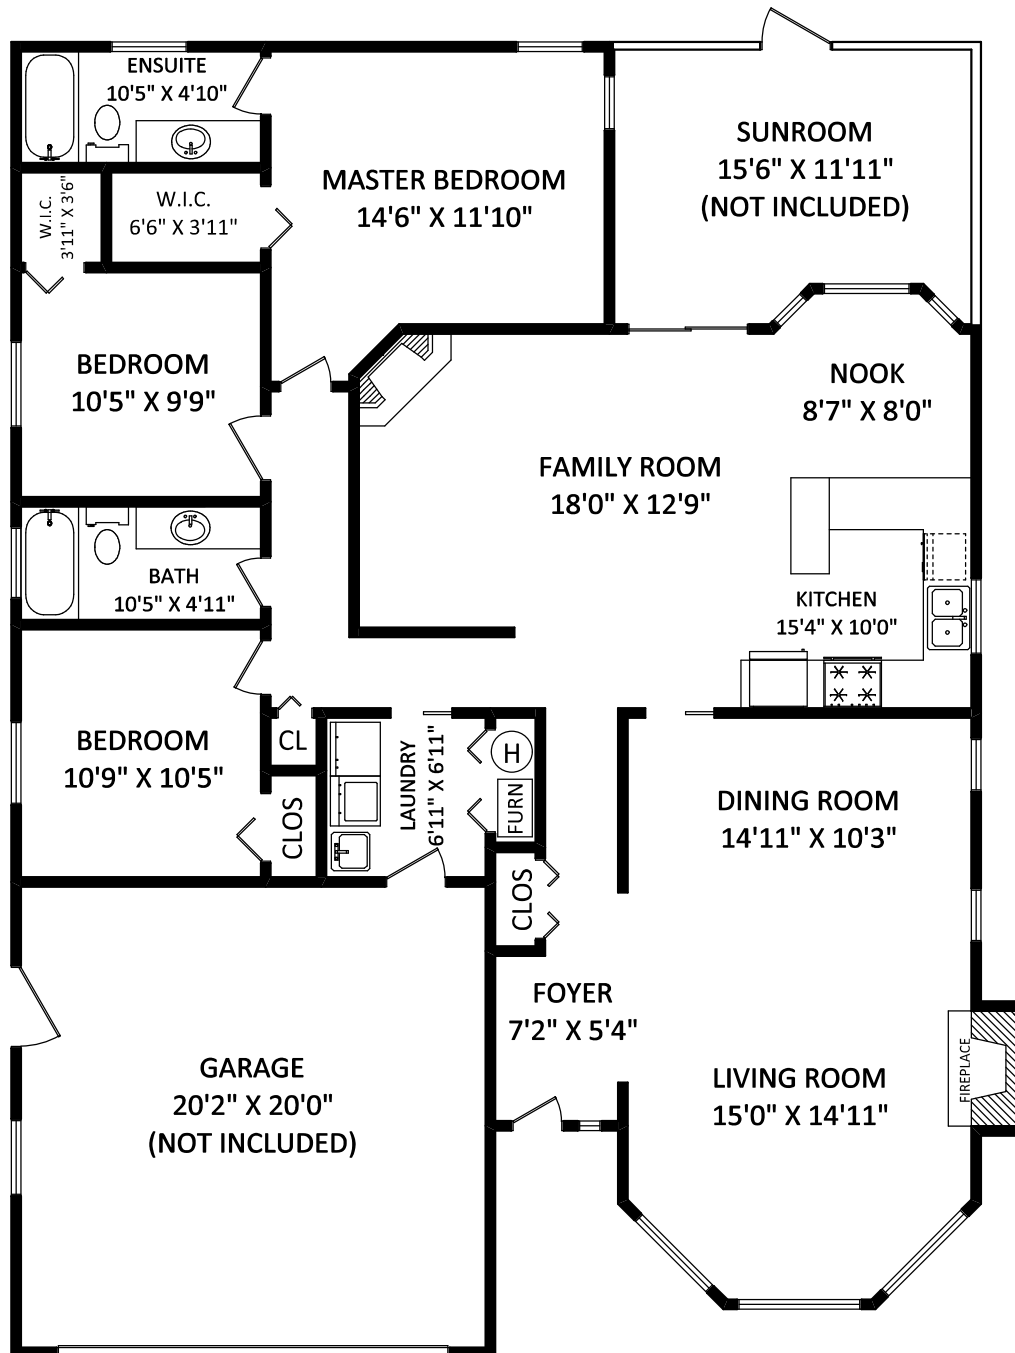 ENSUITE
10'5" X 4'10"
MASTER BEDROOM
14'6" X 11'10"
SUNROOM
15'6" X 11'11"
(NOT INCLUDED)
W.I.C.
3'11" X 3'6"
W.I.C.
6'6" X 3'11"
BEDROOM
10'5" X 9'9"
NOOK
8'7" X 8'0"
FAMILY ROOM
18'0" X 12'9"
BATH
10'5" X 4'11"
KITCHEN
15'4" X 10'0"
BEDROOM
10'9" X 10'5"
CL
CLOS
LAUNDRY
6'11" X 6'11"
H
FURN
CLOS
DINING ROOM
14'11" X 10'3"
FOYER
7'2" X 5'4"
GARAGE
20'2" X 20'0"
(NOT INCLUDED)
LIVING ROOM
15'0" X 14'11"
FIREPLACE